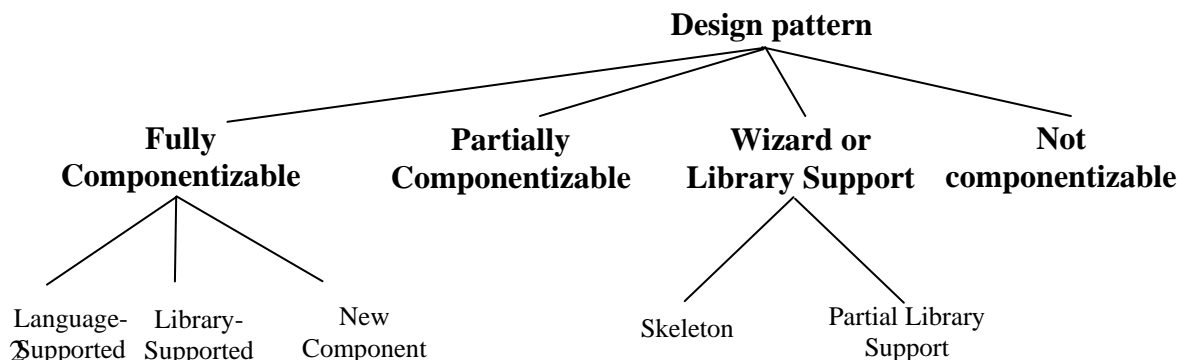 Design pattern
Fully
Componentizable
Partially
Componentizable
Wizard or
Library Support
Not
componentizable
Language-
Supported
Library-
Supported
New
Component
Skeleton
Partial Library
Support
2